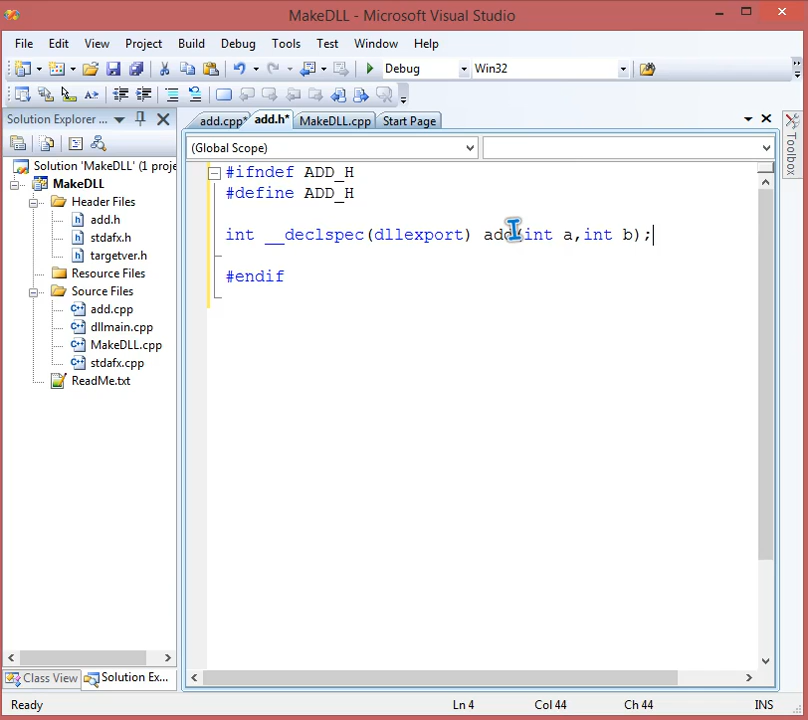 MakeDLL - Microsoft Visual Studio
File Edit View Project Build Debug Tools Test Window Help
Debug Win32
Solution Explorer ... add.cpp* add.h* MakeDLL.cpp Start Page
(Global Scope)
Toolbox
Solution 'MakeDLL' (1 proje
MakeDLL
Header Files
add.h
stdafx.h
targetver.h
Resource Files
Source Files
add.cpp
dllmain.cpp
MakeDLL.cpp
stdafx.cpp
ReadMe.txt
#ifndef ADD_H
#define ADD_H
int __declspec(dllexport) add(int a,int b);
#endif
Class View Solution Ex...
Ready Ln 4 Col 44 Ch 44 INS